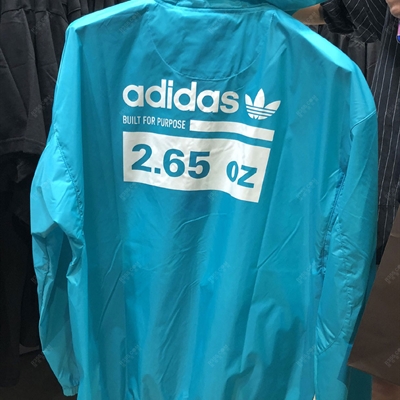 adidas
BUILT FOR PURPOSE
2.65 oz